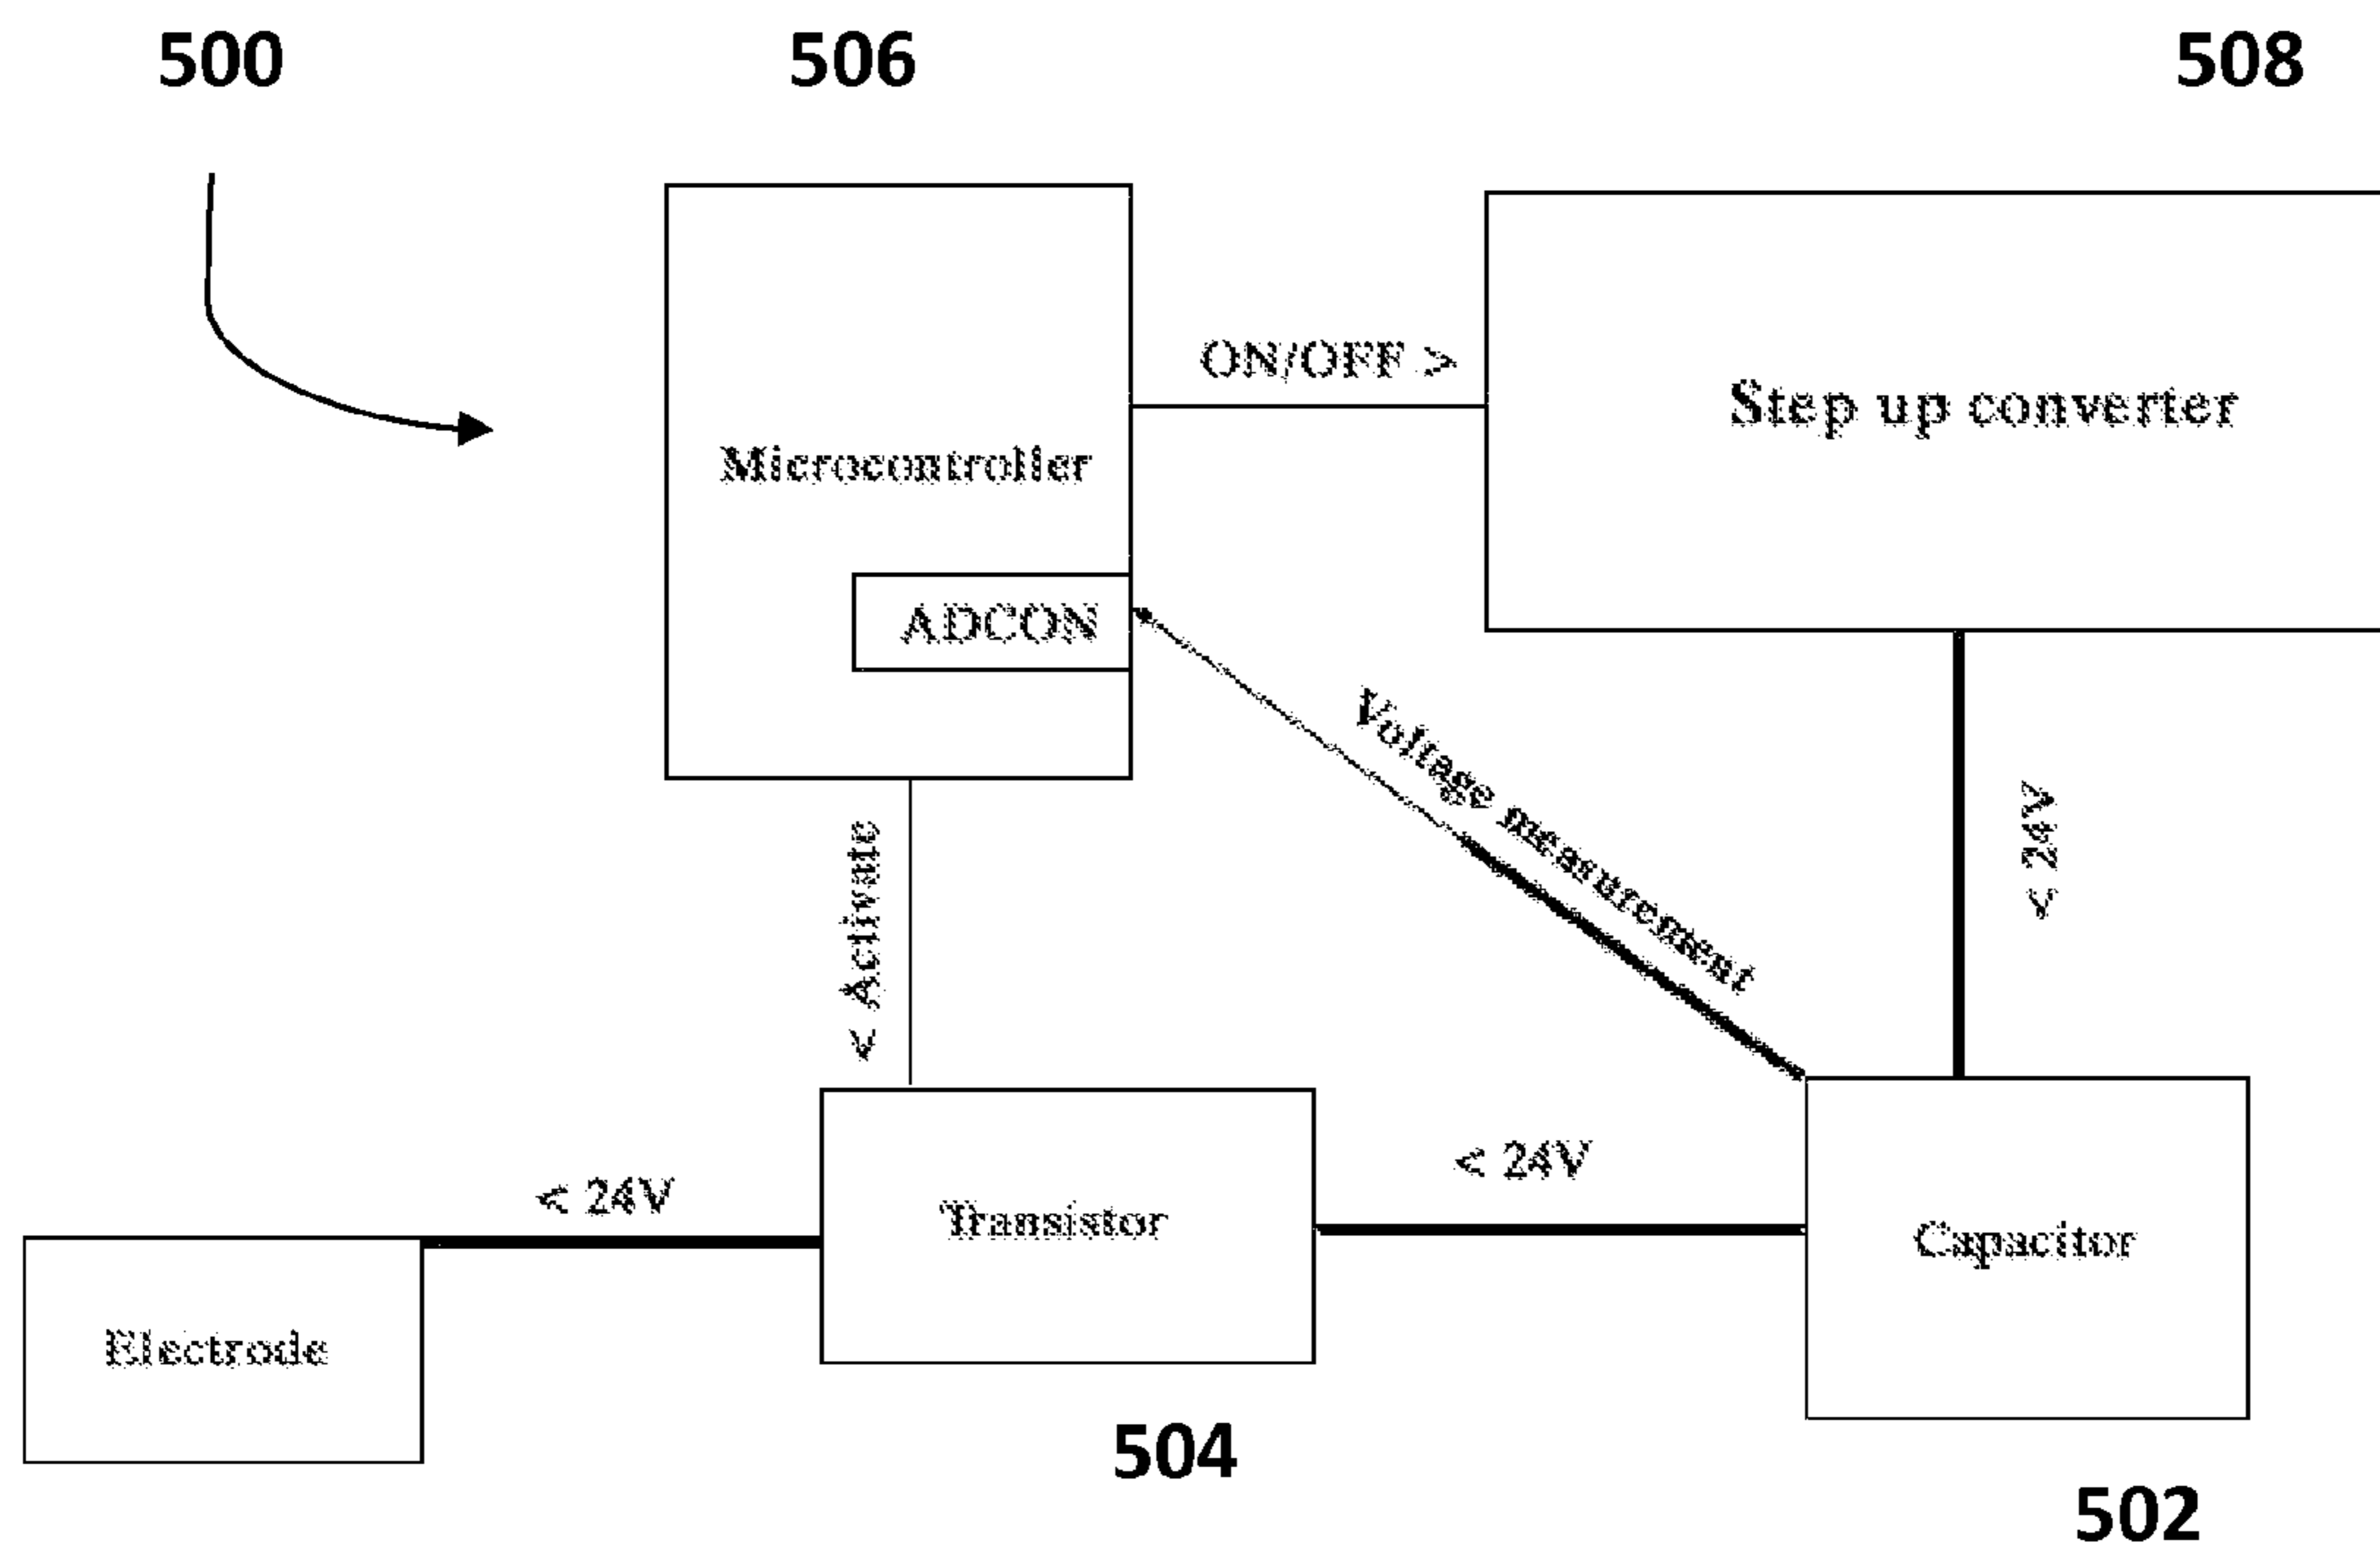 500
506
508
ON/OFF >
Step up converter
Microcontroller
ADCON
Voltage measurement
< 24V
< Activate
< 24V
< 24V
Transistor
Capacitor
Electrode
504
502